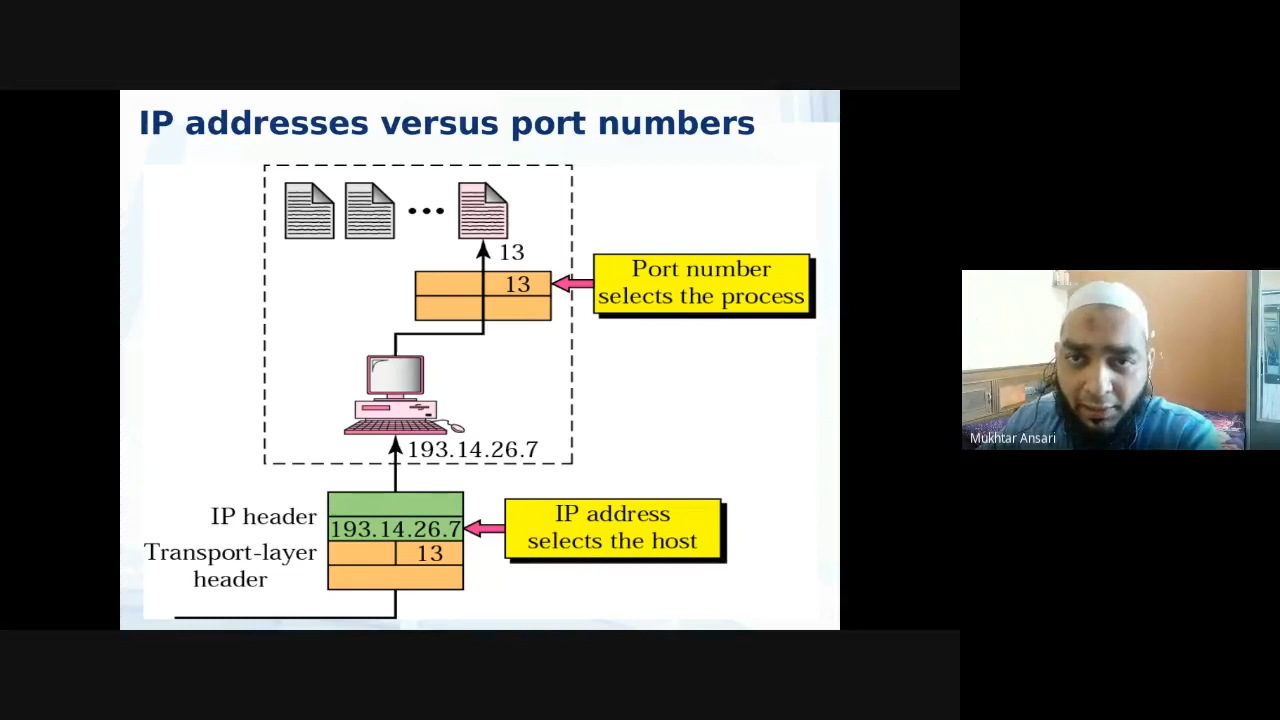 IP addresses versus port numbers
13
13
Port number
selects the process
193.14.26.7
IP header
193.14.26.7
IP address
selects the host
Transport-layer
header
13
Mukhtar Ansari